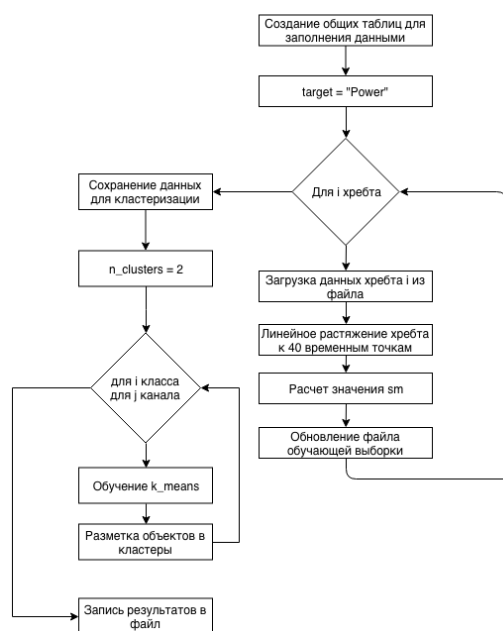 Создание общих таблиц для
заполнения данными
target = "Power"
Для i хребта
Загрузка данных хребта i из
файла
Линейное растяжение хребта
к 40 временным точкам
Расчет значения sm
Обновление файла
обучающей выборки
Сохранение данных
для кластеризации
n_clusters = 2
для i класса
для j канала
Обучение k_means
Разметка объектов в
кластеры
Запись результатов в
файл